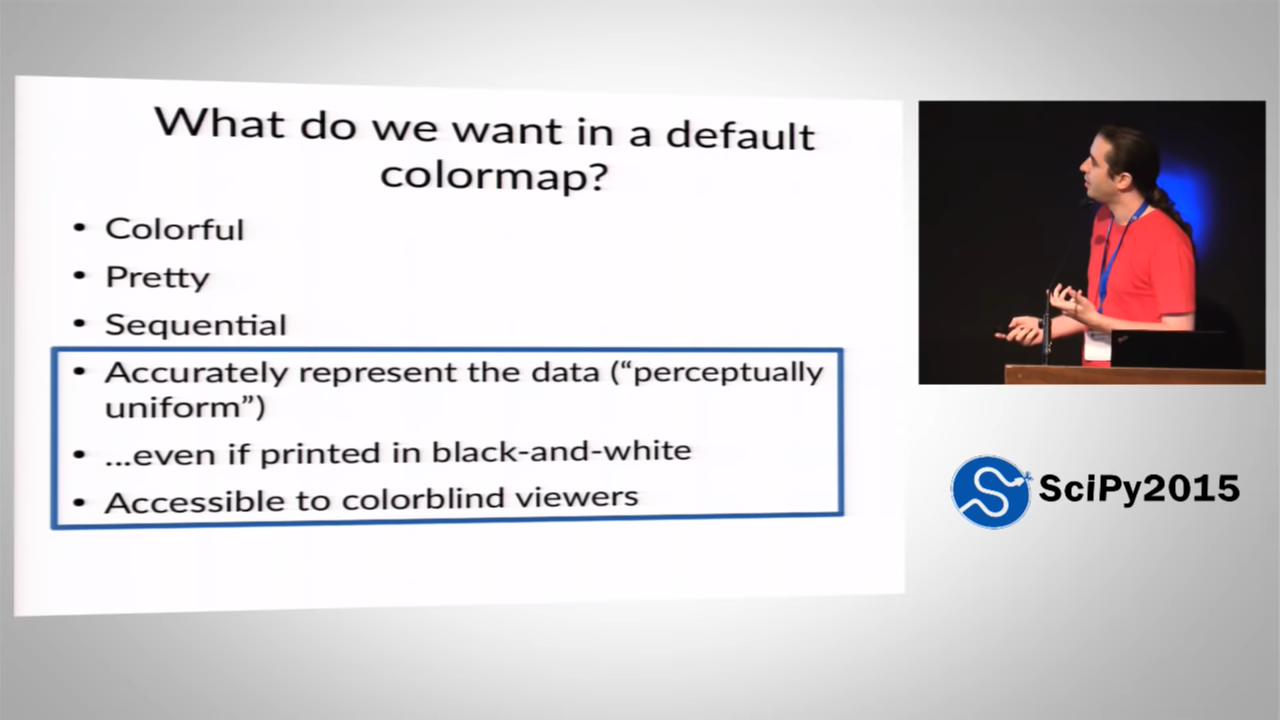 What do we want in a default
colormap?
• Colorful
• Pretty
• Sequential
• Accurately represent the data (“perceptually
uniform”)
• ...even if printed in black-and-white
• Accessible to colorblind viewers
SciPy2015